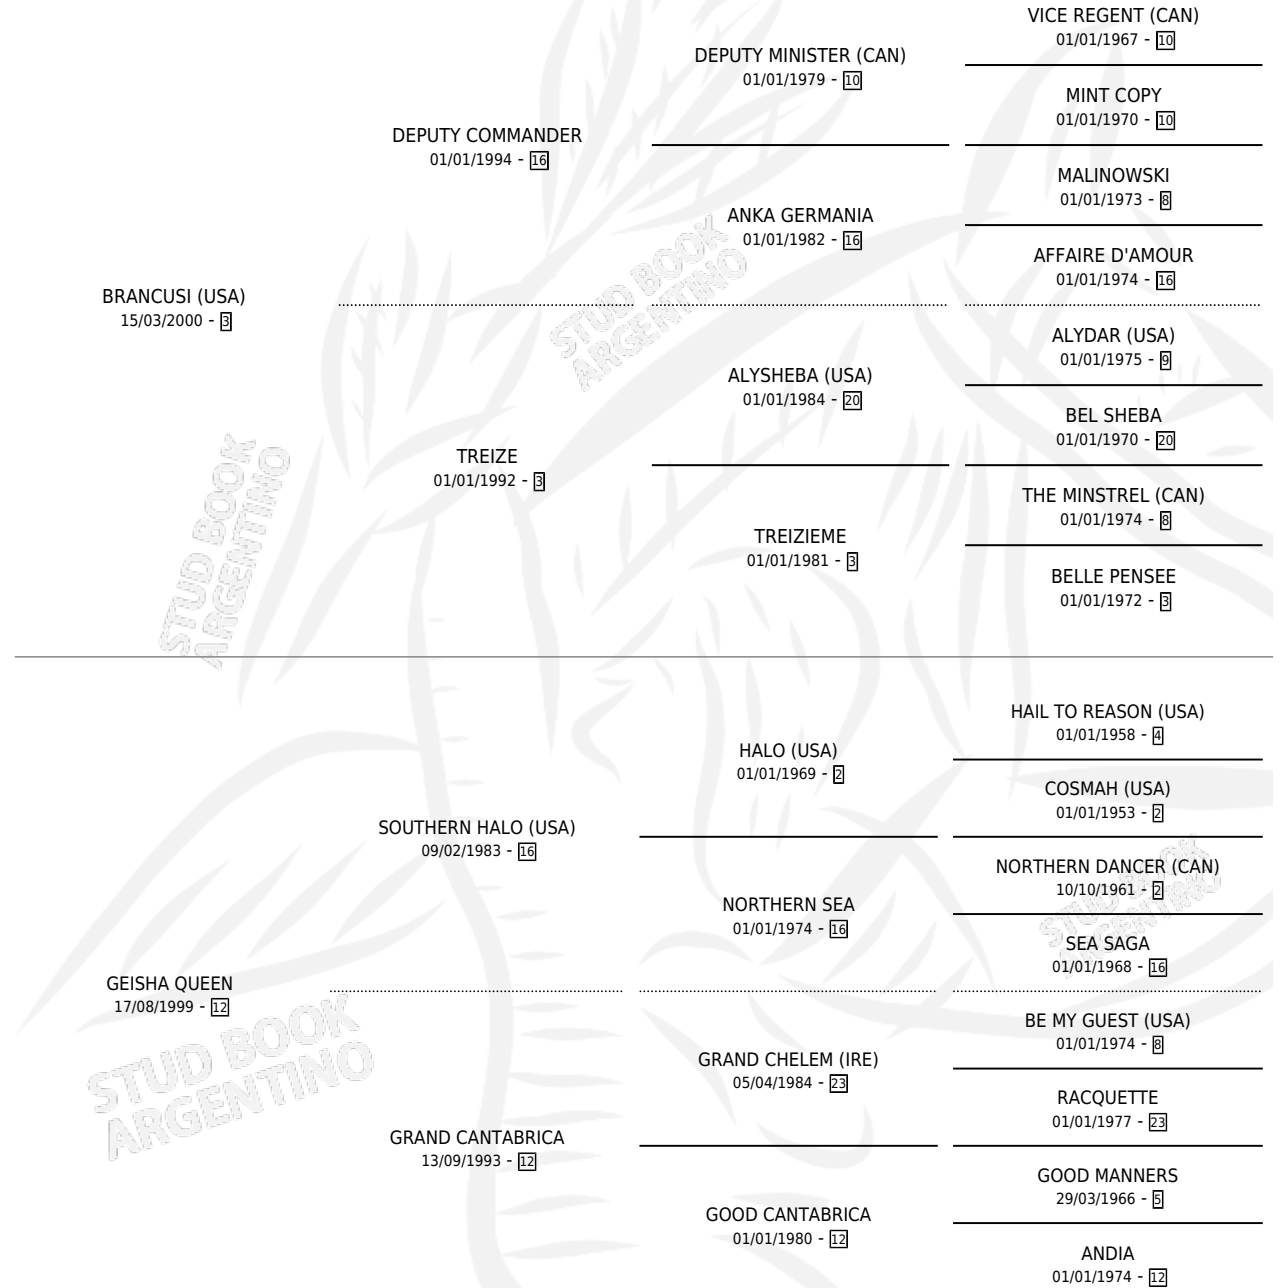 VICE REGENT (CAN)
01/01/1967 - 10
DEPUTY MINISTER (CAN)
01/01/1979 - 10
MINT COPY
01/01/1970 - 10
DEPUTY COMMANDER
01/01/1994 - 16
MALINOWSKI
01/01/1973 - 8
ANKA GERMANIA
01/01/1982 - 16
AFFAIRE D'AMOUR
01/01/1974 - 16
BRANCUSI (USA)
15/03/2000 - 3
STUD BOOK
ARGENTINO
ALYDAR (USA)
01/01/1975 - 9
ALYSHEBA (USA)
01/01/1984 - 20
BEL SHEBA
01/01/1970 - 20
TREIZE
01/01/1992 - 3
THE MINSTREL (CAN)
01/01/1974 - 8
TREIZIEME
01/01/1981 - 3
BELLE PENSEE
01/01/1972 - 3
STUD BOOK
ARGENTINO
HAIL TO REASON (USA)
01/01/1958 - 4
HALO (USA)
01/01/1969 - 2
COSMAH (USA)
01/01/1953 - 2
SOUTHERN HALO (USA)
09/02/1983 - 16
NORTHERN DANCER (CAN)
10/10/1961 - 2
NORTHERN SEA
01/01/1974 - 16
STUD BOOK
ARGENTINO
SEA SAGA
01/01/1968 - 16
GEISHA QUEEN
17/08/1999 - 12
BE MY GUEST (USA)
01/01/1974 - 8
GRAND CHELEM (IRE)
05/04/1984 - 23
RACQUETTE
01/01/1977 - 23
STUD BOOK
ARGENTINO
GRAND CANTABRICA
13/09/1993 - 12
GOOD MANNERS
29/03/1966 - 5
GOOD CANTABRICA
01/01/1980 - 12
ANDIA
01/01/1974 - 12